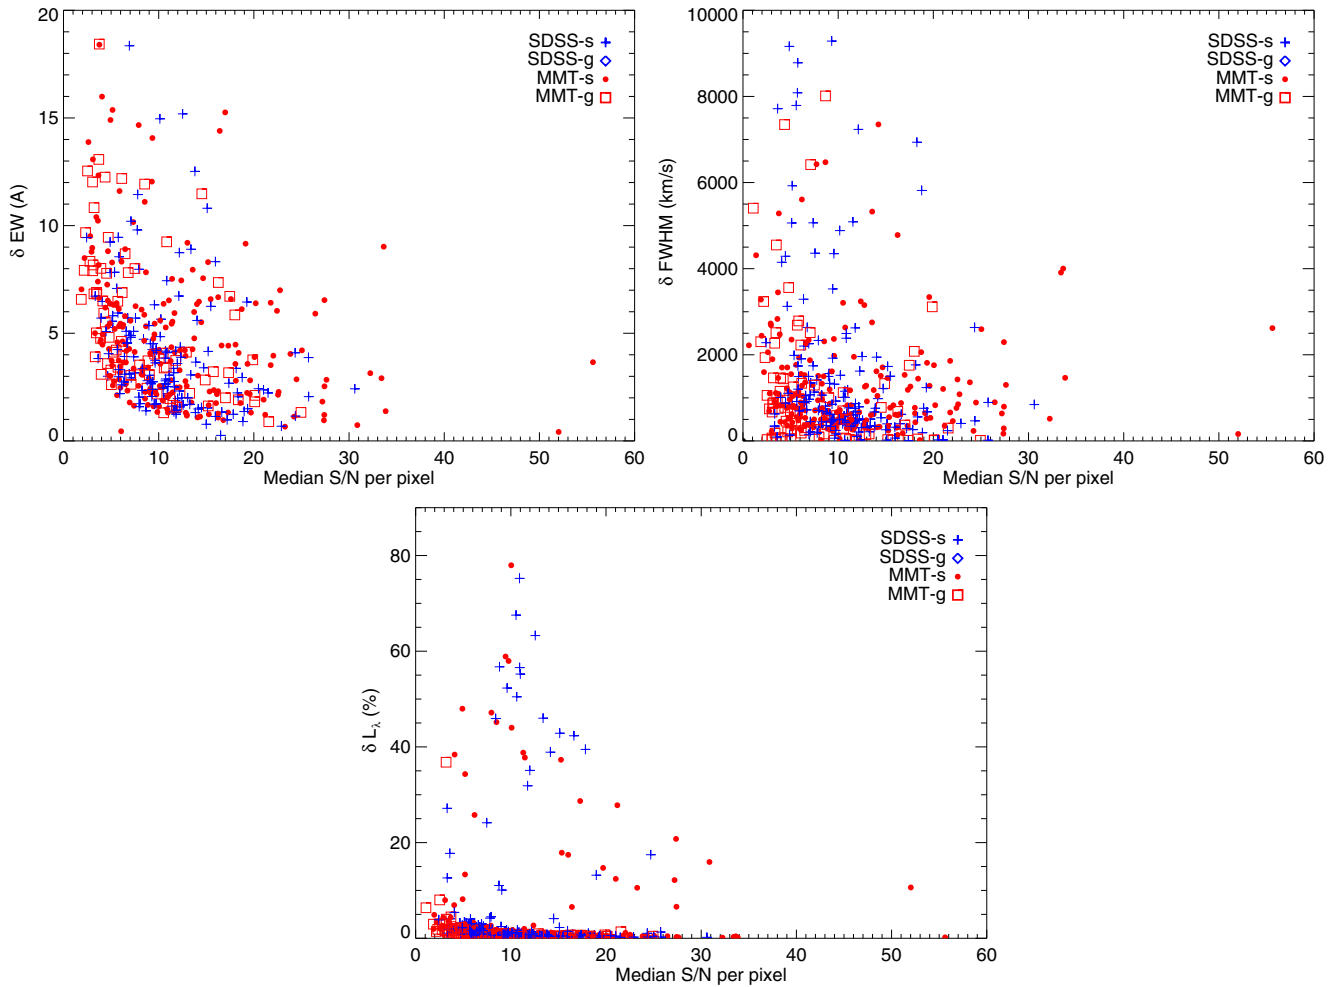 20
15
10
5
0
δ EW (A)
0 10 20 30 40 50 60
Median S/N per pixel
SDSS-s
SDSS-g
MMT-s
MMT-g
10000
8000
6000
4000
2000
0
δ FWHM (km/s)
0 10 20 30 40 50 60
Median S/N per pixel
SDSS-s
SDSS-g
MMT-s
MMT-g
80
60
40
20
0
δ Lλ (%)
0 10 20 30 40 50 60
Median S/N per pixel
SDSS-s
SDSS-g
MMT-s
MMT-g